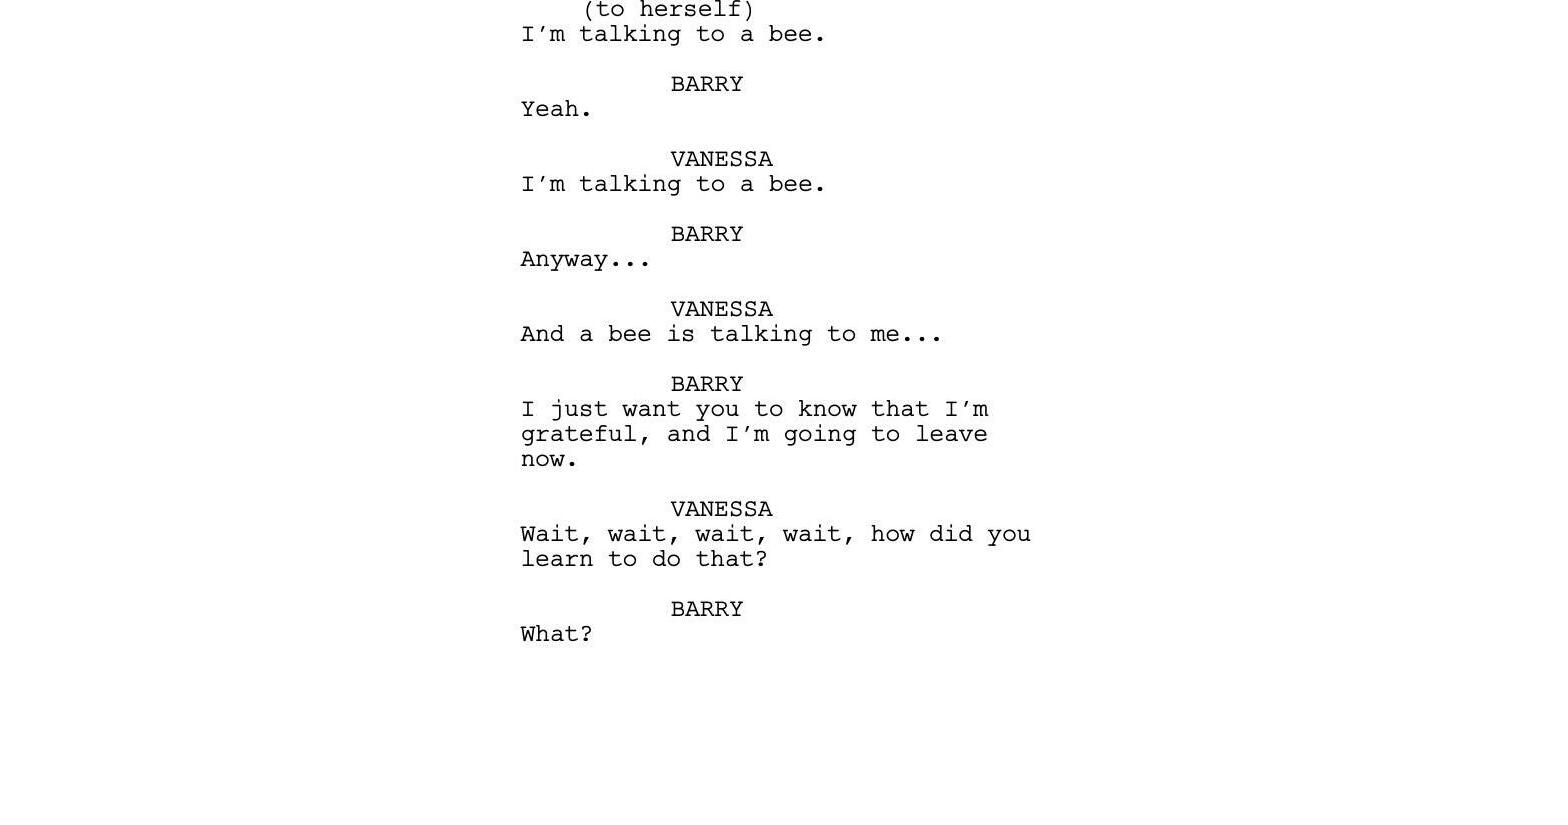 (to herself)
I'm talking to a bee.
BARRY
Yeah.
VANESSA
I'm talking to a bee.
BARRY
Anyway...
VANESSA
And a bee is talking to me...
BARRY
I just want you to know that I'm
grateful, and I'm going to leave
now.
VANESSA
Wait, wait, wait, wait, how did you
learn to do that?
BARRY
What?